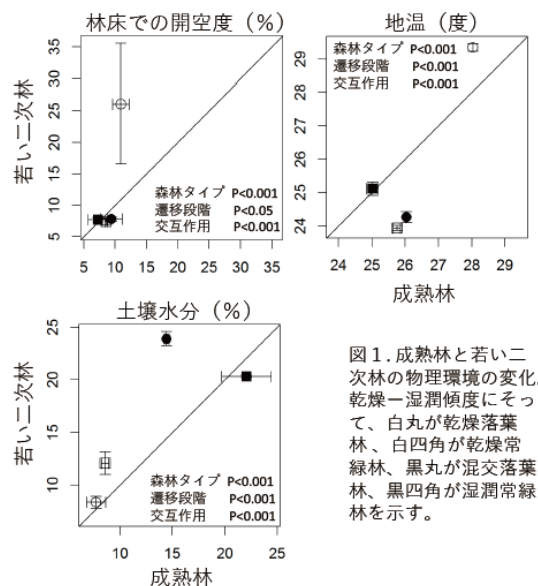 林床での開空度（%）
若い二次林
35
30
25
20
15
10
5
森林タイプ P<0.001
遷移段階 P<0.05
交互作用 P<0.001
5 10 15 20 25 30 35
地温（度）
29
28
27
26
25
24
森林タイプ P<0.001
遷移段階 P<0.001
交互作用 P<0.001
24 25 26 27 28 29
成熟林
土壌水分（%）
若い二次林
25
20
15
10
森林タイプ P<0.001
遷移段階 P<0.001
交互作用 P<0.001
10 15 20 25
成熟林
図1. 成熟林と若い二
次林の物理環境の変化。
乾燥ー湿潤傾度にそっ
て、白丸が乾燥落葉
林、白四角が乾燥常
緑林、黒丸が混交落葉
林、黒四角が湿潤常緑
林を示す。